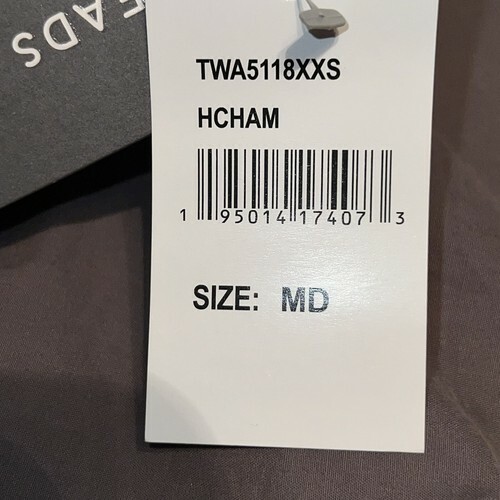 EADS
TWA5118XXS
HCHAM
1 95014 17407 3
SIZE: MD